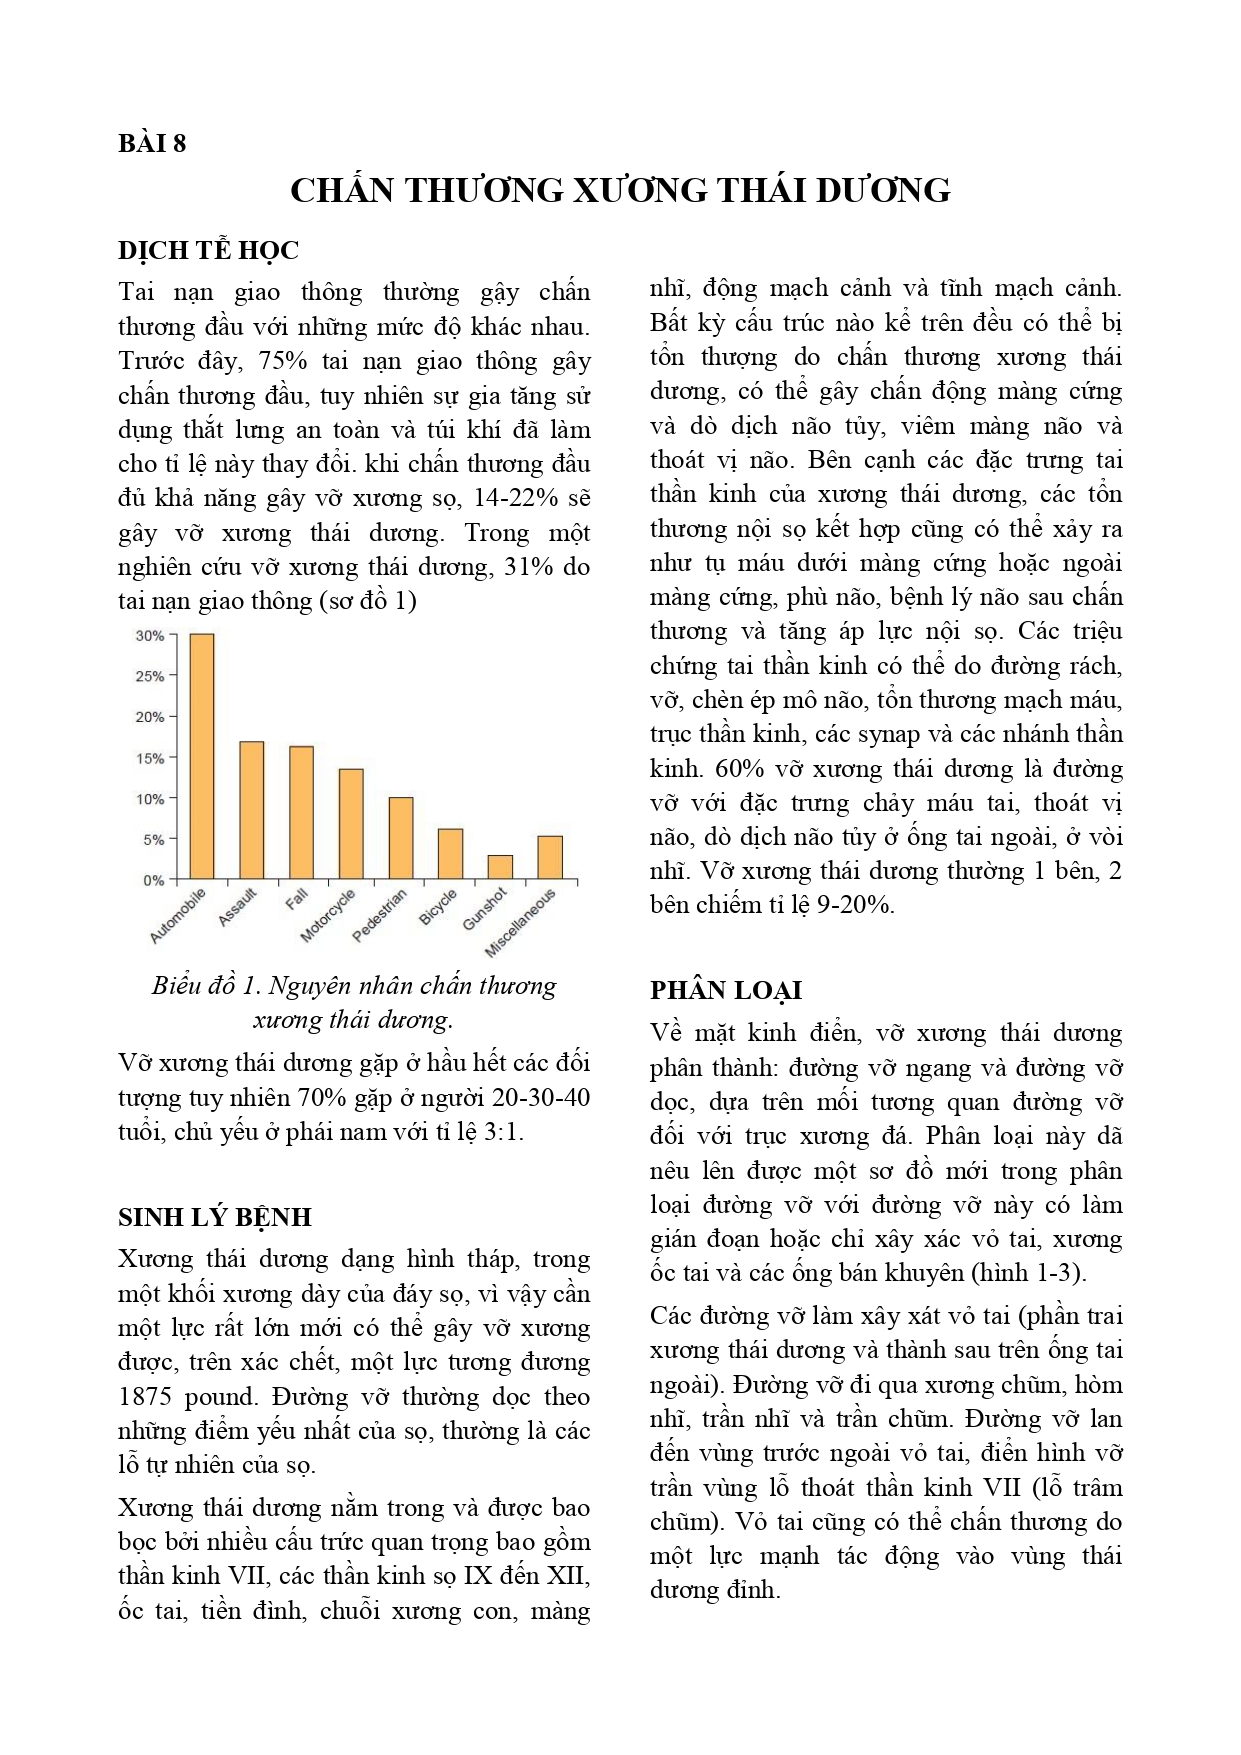 BÀI 8
CHẤN THƯƠNG XƯƠNG THÁI DƯƠNG
DỊCH TỄ HỌC
Tai nạn giao thông thường gậy chấn
thương đầu với những mức độ khác nhau.
Trước đây, 75% tai nạn giao thông gây
chấn thương đầu, tuy nhiên sự gia tăng sử
dụng thắt lưng an toàn và túi khí đã làm
cho tỉ lệ này thay đổi. khi chấn thương đầu
đủ khả năng gây vỡ xương sọ, 14-22% sẽ
gây vỡ xương thái dương. Trong một
nghiên cứu vỡ xương thái dương, 31% do
tai nạn giao thông (sơ đồ 1)
30%
25%
20%
15%
10%
5%
0%
Automobile
Assault
Fall
Motorcycle
Pedestrian
Bicycle
Gunshot
Miscellaneous
Biểu đồ 1. Nguyên nhân chấn thương
xương thái dương.
Vỡ xương thái dương gặp ở hầu hết các đối
tượng tuy nhiên 70% gặp ở người 20-30-40
tuổi, chủ yếu ở phái nam với tỉ lệ 3:1.
SINH LÝ BỆNH
Xương thái dương dạng hình tháp, trong
một khối xương dày của đáy sọ, vì vậy cần
một lực rất lớn mới có thể gây vỡ xương
được, trên xác chết, một lực tương đương
1875 pound. Đường vỡ thường dọc theo
những điểm yếu nhất của sọ, thường là các
lỗ tự nhiên của sọ.
Xương thái dương nằm trong và được bao
bọc bởi nhiều cấu trức quan trọng bao gồm
thần kinh VII, các thần kinh sọ IX đến XII,
ốc tai, tiền đình, chuỗi xương con, màng
nhĩ, động mạch cảnh và tĩnh mạch cảnh.
Bất kỳ cấu trúc nào kể trên đều có thể bị
tổn thượng do chấn thương xương thái
dương, có thể gây chấn động màng cứng
và dò dịch não tủy, viêm màng não và
thoát vị não. Bên cạnh các đặc trưng tai
thần kinh của xương thái dương, các tổn
thương nội sọ kết hợp cũng có thể xảy ra
như tụ máu dưới màng cứng hoặc ngoài
màng cứng, phù não, bệnh lý não sau chấn
thương và tăng áp lực nội sọ. Các triệu
chứng tai thần kinh có thể do đường rách,
vỡ, chèn ép mô não, tổn thương mạch máu,
trục thần kinh, các synap và các nhánh thần
kinh. 60% vỡ xương thái dương là đường
vỡ với đặc trưng chảy máu tai, thoát vị
não, dò dịch não tủy ở ống tai ngoài, ở vòi
nhĩ. Vỡ xương thái dương thường 1 bên, 2
bên chiếm tỉ lệ 9-20%.
PHÂN LOẠI
Về mặt kinh điển, vỡ xương thái dương
phân thành: đường vỡ ngang và đường vỡ
dọc, dựa trên mối tương quan đường vỡ
đối với trục xương đá. Phân loại này dã
nêu lên được một sơ đồ mới trong phân
loại đường vỡ với đường vỡ này có làm
gián đoạn hoặc chỉ xây xác vỏ tai, xương
ốc tai và các ống bán khuyên (hình 1-3).
Các đường vỡ làm xây xát vỏ tai (phần trai
xương thái dương và thành sau trên ống tai
ngoài). Đường vỡ đi qua xương chũm, hòm
nhĩ, trần nhĩ và trần chũm. Đường vỡ lan
đến vùng trước ngoài vỏ tai, điển hình vỡ
trần vùng lỗ thoát thần kinh VII (lỗ trâm
chũm). Vỏ tai cũng có thể chấn thương do
một lực mạnh tác động vào vùng thái
dương đỉnh.